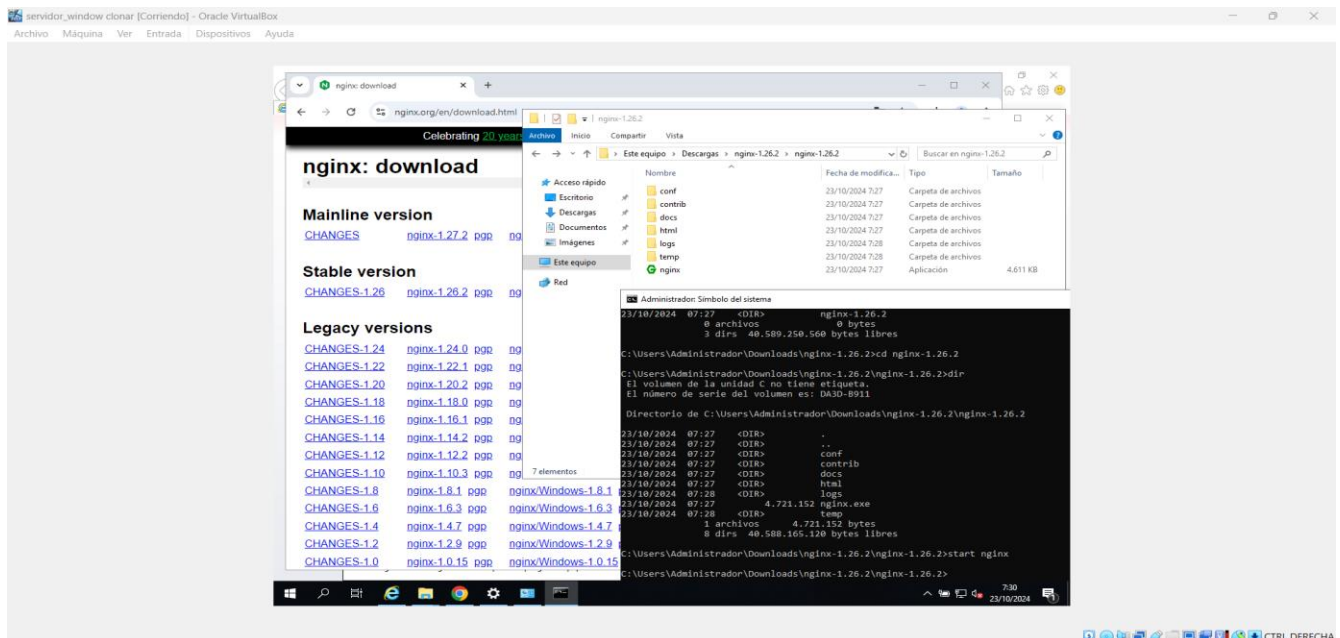 servidor_window clonar [Corriendo] - Oracle VirtualBox
Archivo Máquina Ver Entrada Dispositivos Ayuda
nginx: download
nginx.org/en/download.html
Celebrating 20 years
nginx: download
Mainline version
CHANGES nginx-1.27.2 pgp ng
Stable version
CHANGES-1.26 nginx-1.26.2 pgp ng
Legacy versions
CHANGES-1.24 nginx-1.24.0 pgp ng
CHANGES-1.22 nginx-1.22.1 pgp ng
CHANGES-1.20 nginx-1.20.2 pgp ng
CHANGES-1.18 nginx-1.18.0 pgp ng
CHANGES-1.16 nginx-1.16.1 pgp ng
CHANGES-1.14 nginx-1.14.2 pgp ng
CHANGES-1.12 nginx-1.12.2 pgp ng
CHANGES-1.10 nginx-1.10.3 pgp ng
CHANGES-1.8 nginx-1.8.1 pgp nginx/Windows-1.8.1
CHANGES-1.6 nginx-1.6.3 pgp nginx/Windows-1.6.3
CHANGES-1.4 nginx-1.4.7 pgp nginx/Windows-1.4.7
CHANGES-1.2 nginx-1.2.9 pgp nginx/Windows-1.2.9
CHANGES-1.0 nginx-1.0.15 pgp nginx/Windows-1.0.15
nginx-1.26.2
Archivo Inicio Compartir Vista
Este equipo > Descargas > nginx-1.26.2 > nginx-1.26.2 Buscar en nginx-1.26.2
Acceso rápido
Escritorio
Descargas
Documentos
Imágenes
Este equipo
Red
Nombre Fecha de modifica... Tipo Tamaño
conf 23/10/2024 7:27 Carpeta de archivos
contrib 23/10/2024 7:27 Carpeta de archivos
docs 23/10/2024 7:27 Carpeta de archivos
html 23/10/2024 7:27 Carpeta de archivos
logs 23/10/2024 7:28 Carpeta de archivos
temp 23/10/2024 7:28 Carpeta de archivos
nginx 23/10/2024 7:27 Aplicación 4.611 KB
7 elementos
Administrador: Símbolo del sistema
23/10/2024 07:27 <DIR> nginx-1.26.2
0 archivos 0 bytes
3 dirs 40.589.250.560 bytes libres
C:\Users\Administrador\Downloads\nginx-1.26.2>cd nginx-1.26.2
C:\Users\Administrador\Downloads\nginx-1.26.2\nginx-1.26.2>dir
El volumen de la unidad C no tiene etiqueta.
El número de serie del volumen es: DA3D-B911
Directorio de C:\Users\Administrador\Downloads\nginx-1.26.2\nginx-1.26.2
23/10/2024 07:27 <DIR> .
23/10/2024 07:27 <DIR> ..
23/10/2024 07:27 <DIR> conf
23/10/2024 07:27 <DIR> contrib
23/10/2024 07:27 <DIR> docs
23/10/2024 07:27 <DIR> html
23/10/2024 07:28 <DIR> logs
23/10/2024 07:27 4.721.152 nginx.exe
23/10/2024 07:28 <DIR> temp
1 archivos 4.721.152 bytes
8 dirs 40.588.165.120 bytes libres
C:\Users\Administrador\Downloads\nginx-1.26.2\nginx-1.26.2>start nginx
C:\Users\Administrador\Downloads\nginx-1.26.2\nginx-1.26.2>
7:30
23/10/2024
CTRL DERECHA